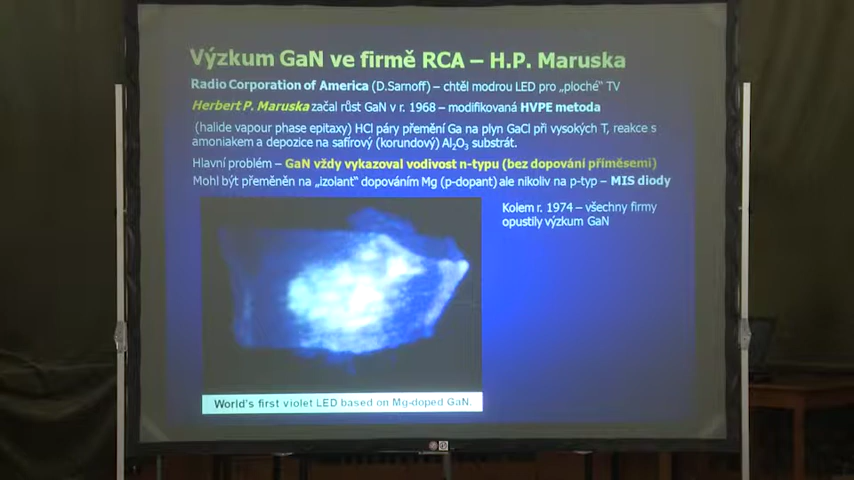 Výzkum GaN ve firmě RCA – H.P. Maruska
Radio Corporation of America (D.Sarnoff) – chtěl modrou LED pro „ploché“ TV
Herbert P. Maruska začal růst GaN v r. 1968 – modifikovaná HVPE metoda
(halide vapour phase epitaxy) HCl páry přemění Ga na plyn GaCl při vysokých T, reakce s
amoniakem a depozice na safírový (korundový) Al₂O₃ substrát.
Hlavní problém – GaN vždy vykazoval vodivost n-typu (bez dopování příměsemi)
Mohl být přeměněn na „izolant“ dopováním Mg (p-dopant) ale nikoliv na p-typ – MIS diody
Kolem r. 1974 – všechny firmy
opustily výzkum GaN
World's first violet LED based on Mg-doped GaN.